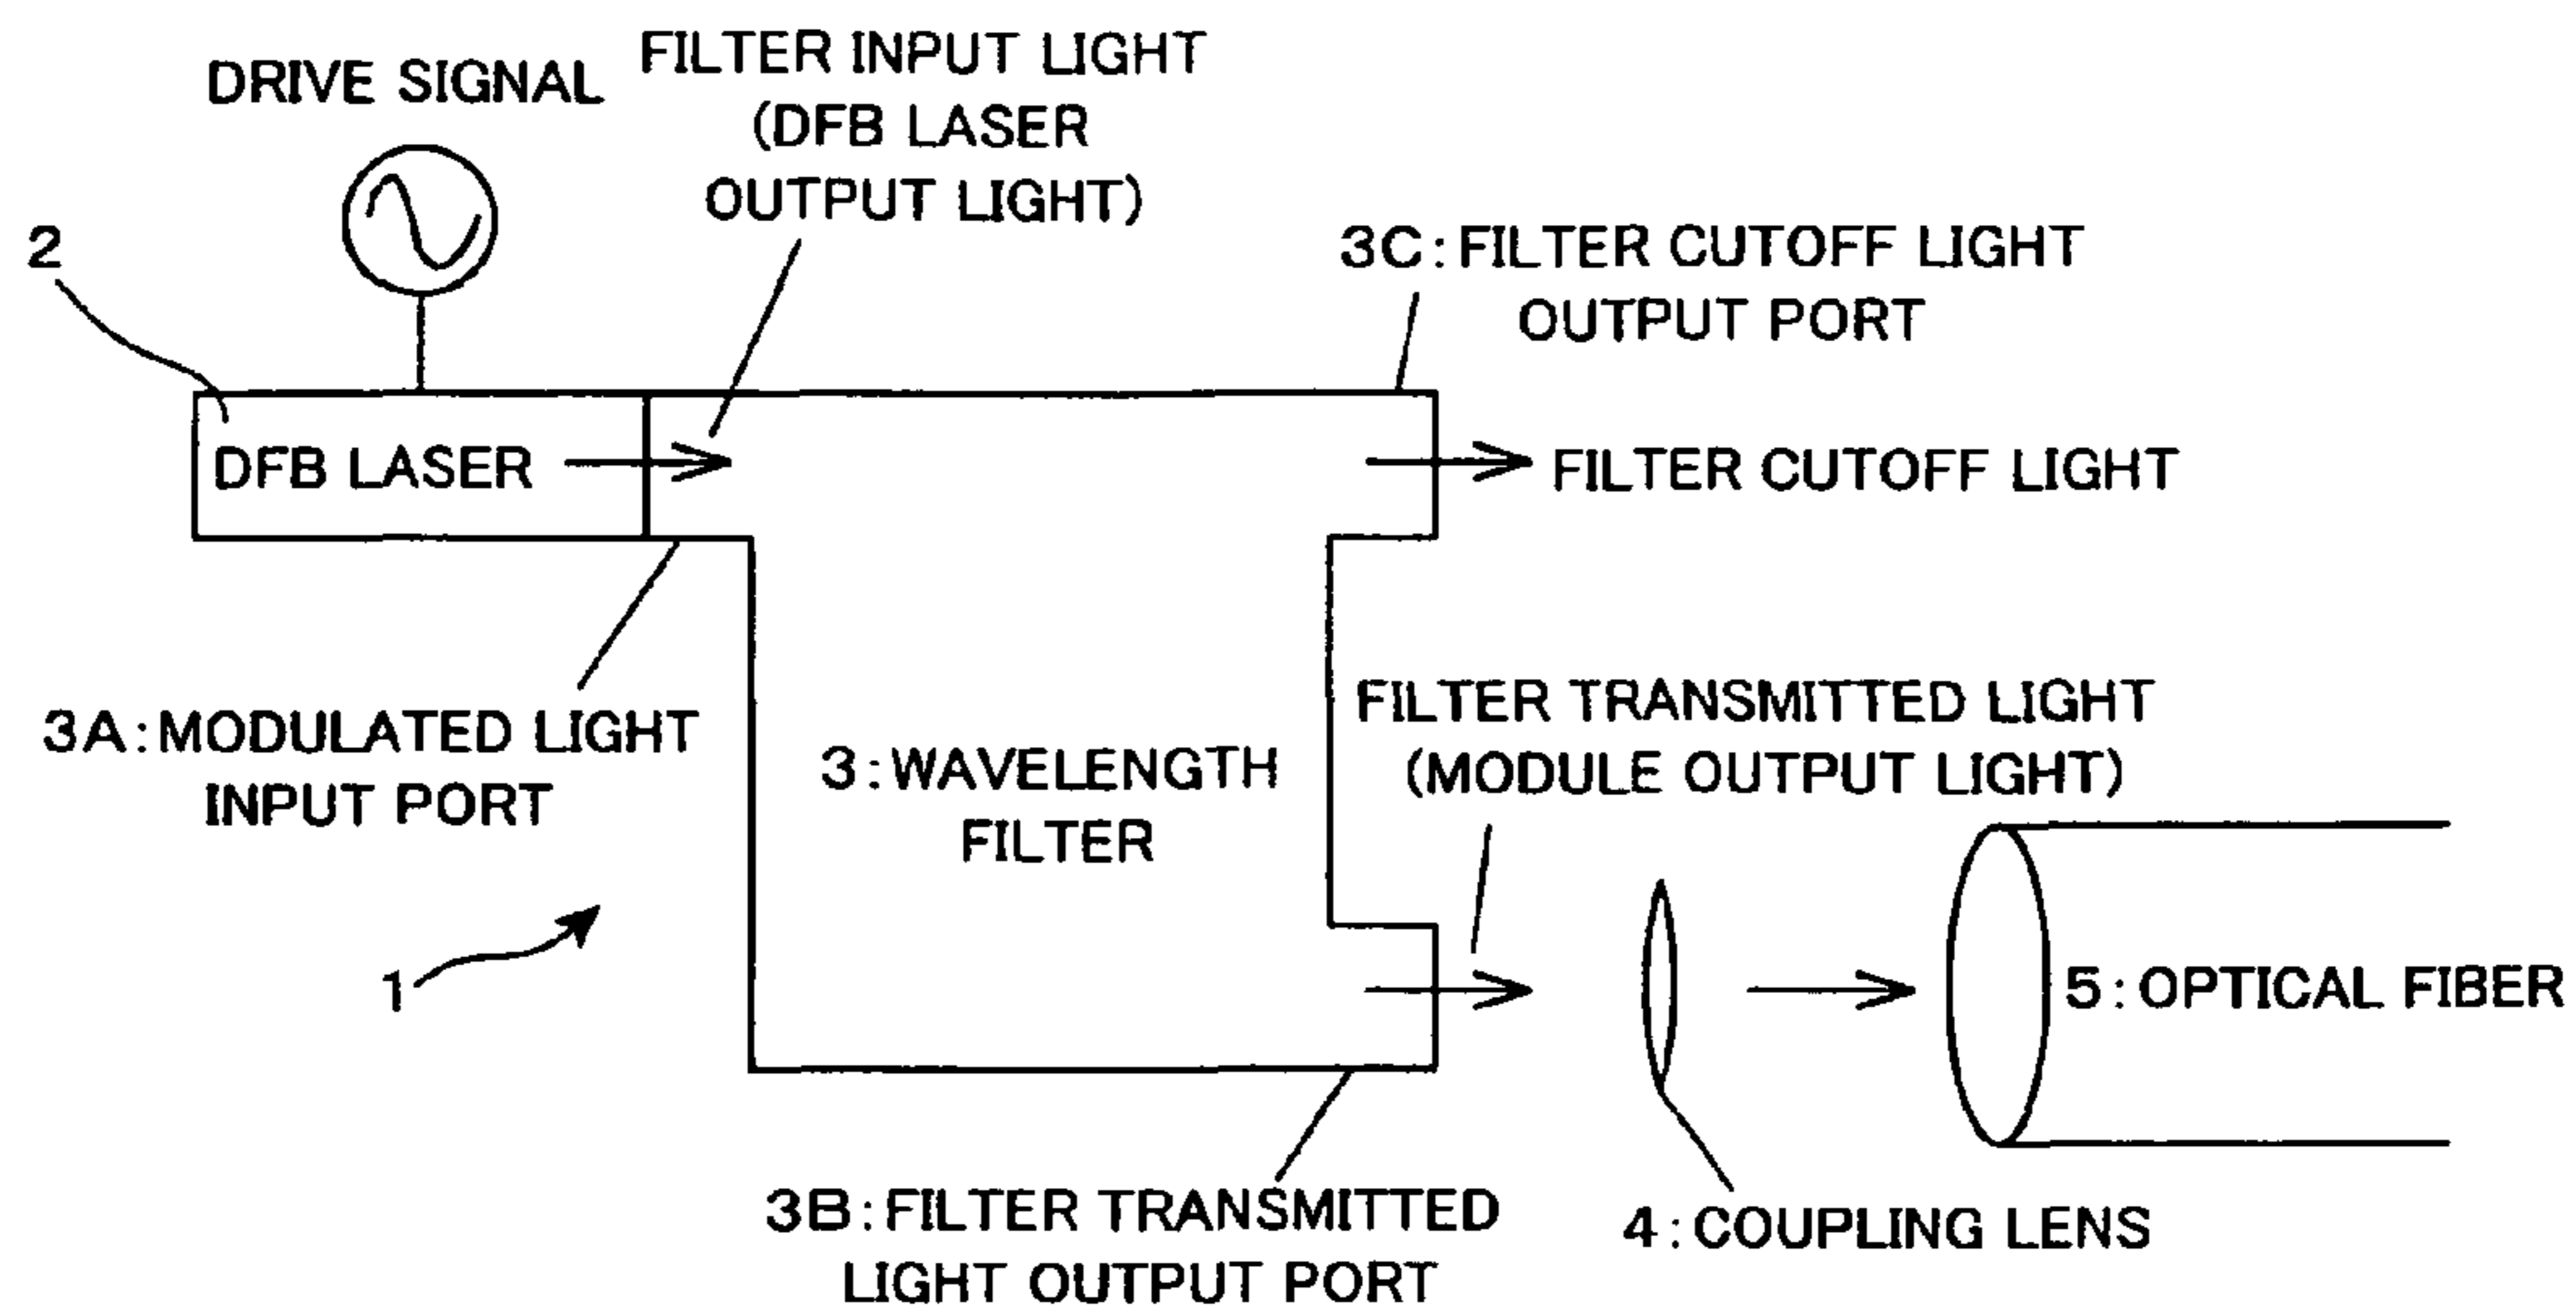 DRIVE SIGNAL
FILTER INPUT LIGHT
(DFB LASER
OUTPUT LIGHT)
2
3C:FILTER CUTOFF LIGHT
OUTPUT PORT
DFB LASER
FILTER CUTOFF LIGHT
3A:MODULATED LIGHT
INPUT PORT
3:WAVELENGTH
FILTER
FILTER TRANSMITTED LIGHT
(MODULE OUTPUT LIGHT)
1
5:OPTICAL FIBER
3B:FILTER TRANSMITTED
LIGHT OUTPUT PORT
4:COUPLING LENS